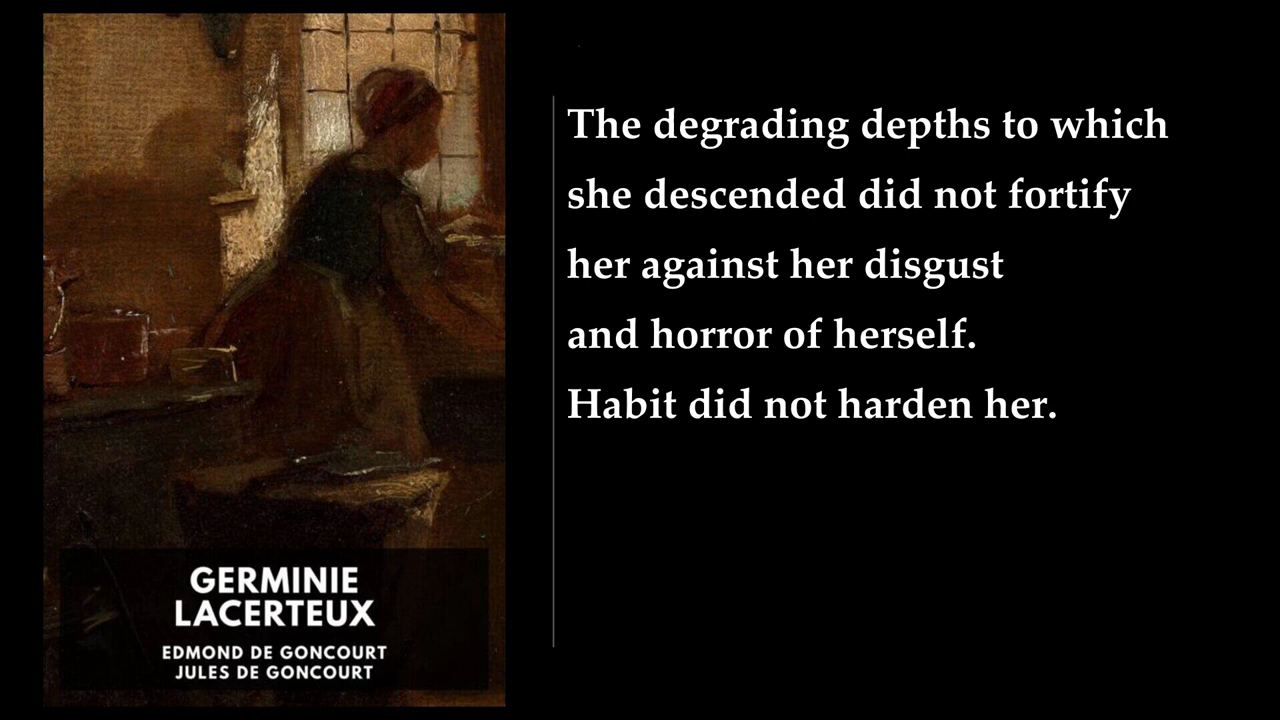 GERMINIE
LACERTEUX
EDMOND DE GONCOURT
JULES DE GONCOURT
The degrading depths to which
she descended did not fortify
her against her disgust
and horror of herself.
Habit did not harden her.